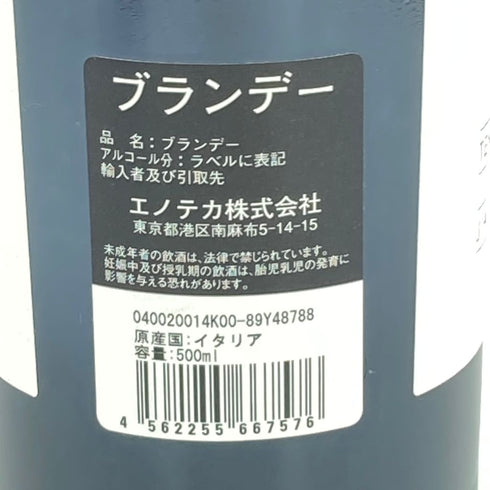 ブランデー
品 名：ブランデー
アルコール分：ラベルに表記
輸入者及び引取先
エノテカ株式会社
東京都港区南麻布5-14-15
未成年者の飲酒は、法律で禁じられています。
妊娠中及び授乳期の飲酒は、胎児乳児の発育に
影響を与える恐れがあります。
040020014K00-89Y48788
原産国：イタリア
容量：500ml
4 562255 667576